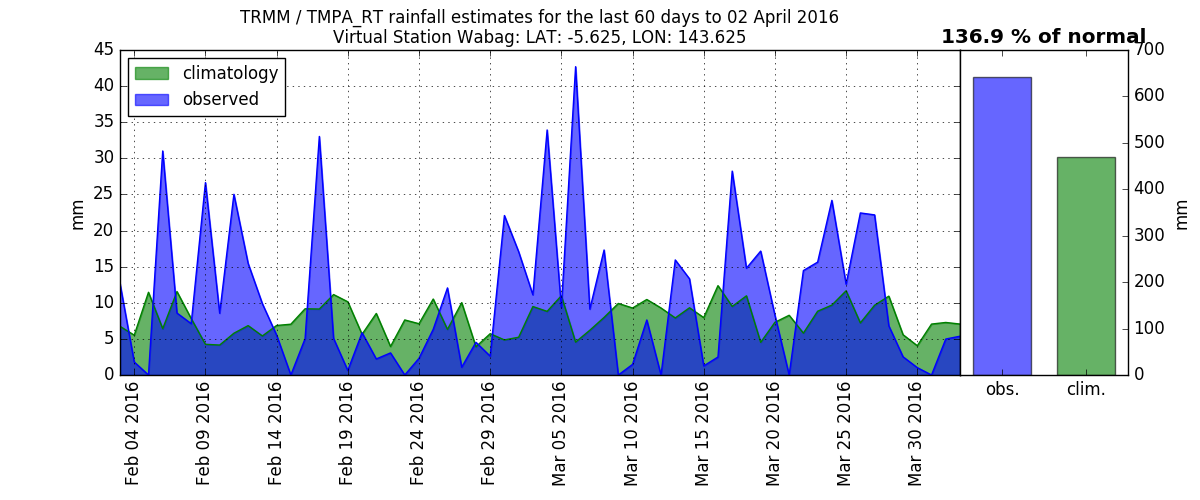 TRMM / TMPA_RT rainfall estimates for the last 60 days to 02 April 2016
Virtual Station Wabag: LAT: -5.625, LON: 143.625
136.9 % of normal
climatology
observed
mm
45
40
35
30
25
20
15
10
5
0
Feb 04 2016
Feb 09 2016
Feb 14 2016
Feb 19 2016
Feb 24 2016
Feb 29 2016
Mar 05 2016
Mar 10 2016
Mar 15 2016
Mar 20 2016
Mar 25 2016
Mar 30 2016
700
600
500
400
300
200
100
0
mm
obs.
clim.